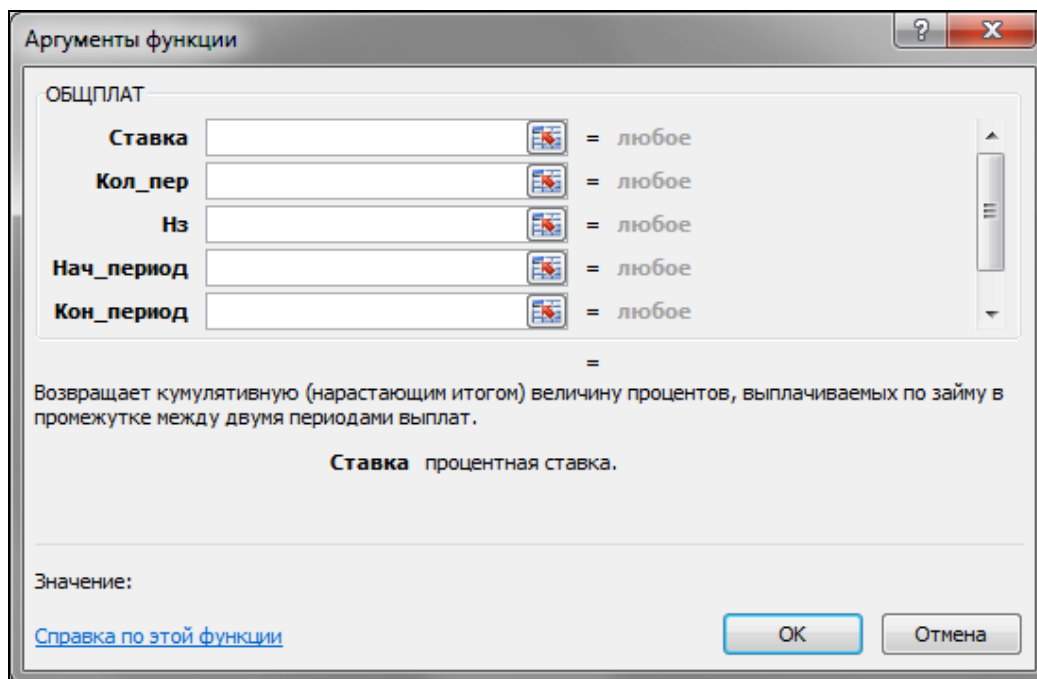 Аргументы функции
ОБЩПЛАТ
Ставка = любое
Кол_пер = любое
Нз = любое
Нач_период = любое
Кон_период = любое
=
Возвращает кумулятивную (нарастающим итогом) величину процентов, выплачиваемых по займу в
промежутке между двумя периодами выплат.
Ставка процентная ставка.
Значение:
Справка по этой функции ОК Отмена